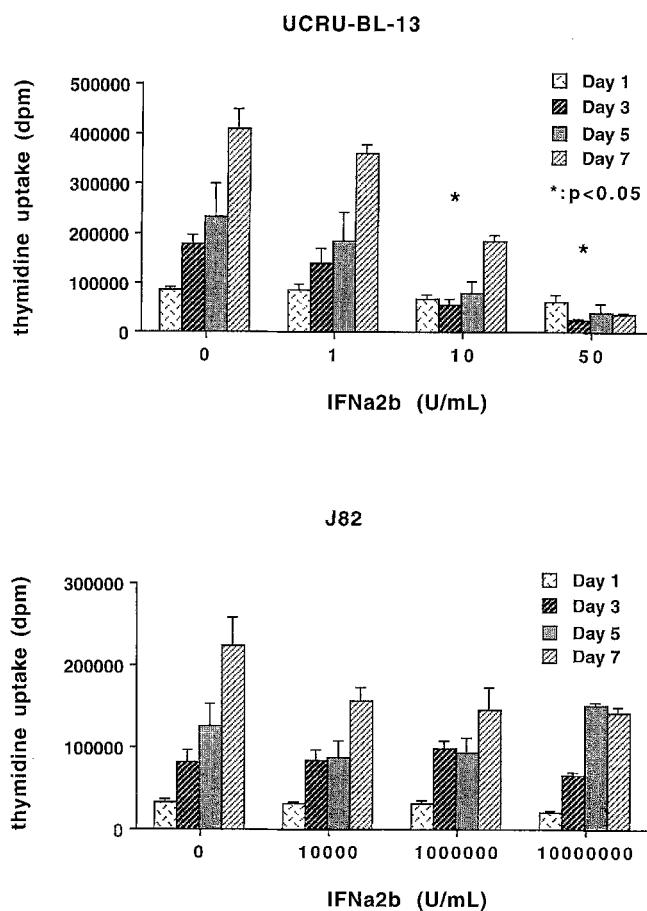 UCRU-BL-13
thymidine uptake (dpm)
500000
400000
300000
200000
100000
0
Day 1
Day 3
Day 5
Day 7
*:p<0.05
*
*
0 1 10 50
IFNa2b (U/mL)
J82
thymidine uptake (dpm)
300000
200000
100000
0
Day 1
Day 3
Day 5
Day 7
0 10000 1000000 10000000
IFNa2b (U/mL)